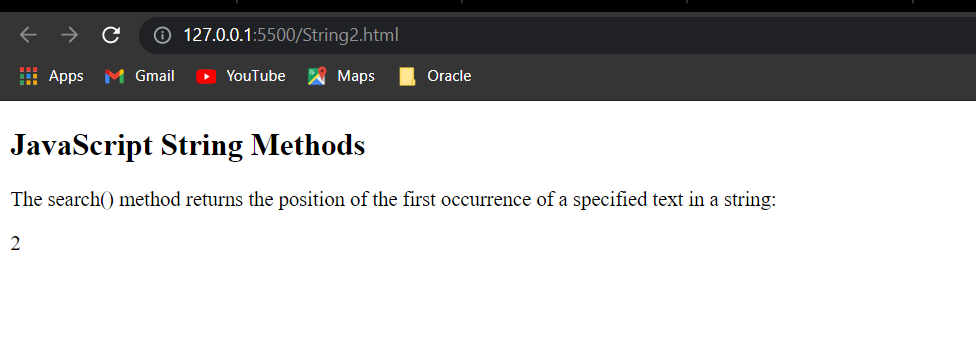 127.0.0.1:5500/String2.html
Apps Gmail YouTube Maps Oracle
JavaScript String Methods
The search() method returns the position of the first occurrence of a specified text in a string:
2